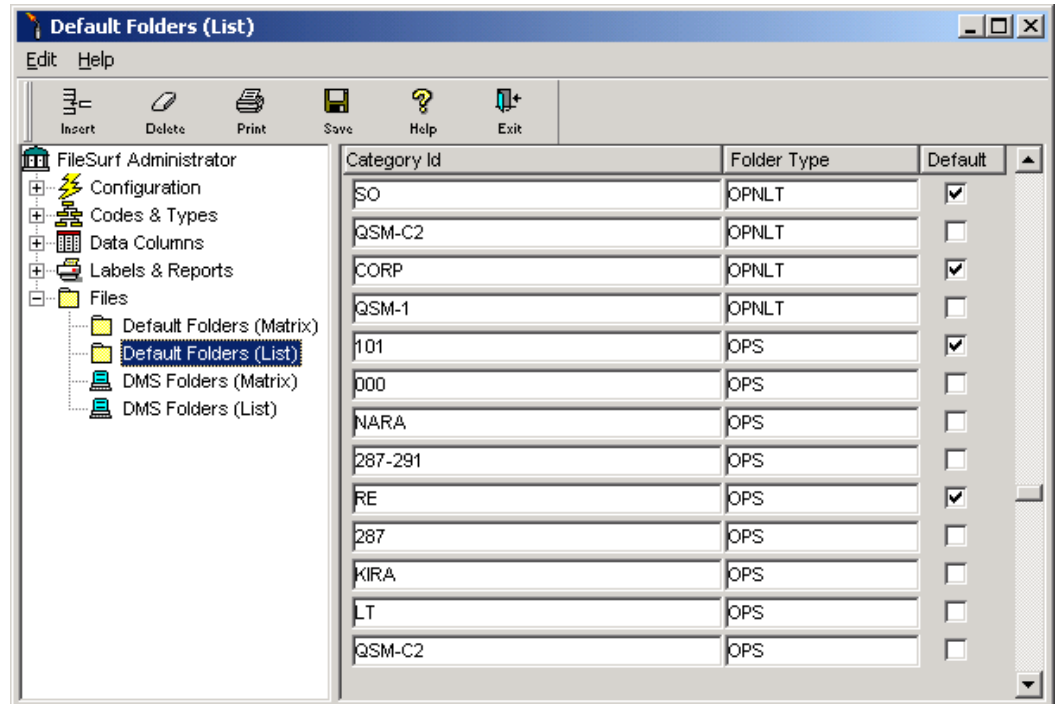 Default Folders (List)
Edit Help
Insert Delete Print Save Help Exit
FileSurf Administrator
Configuration
Codes & Types
Data Columns
Labels & Reports
Files
Default Folders (Matrix)
Default Folders (List)
DMS Folders (Matrix)
DMS Folders (List)
Category Id Folder Type Default
SO OPNLT
QSM-C2 OPNLT
CORP OPNLT
QSM-1 OPNLT
101 OPS
000 OPS
NARA OPS
287-291 OPS
RE OPS
287 OPS
KIRA OPS
LT OPS
QSM-C2 OPS